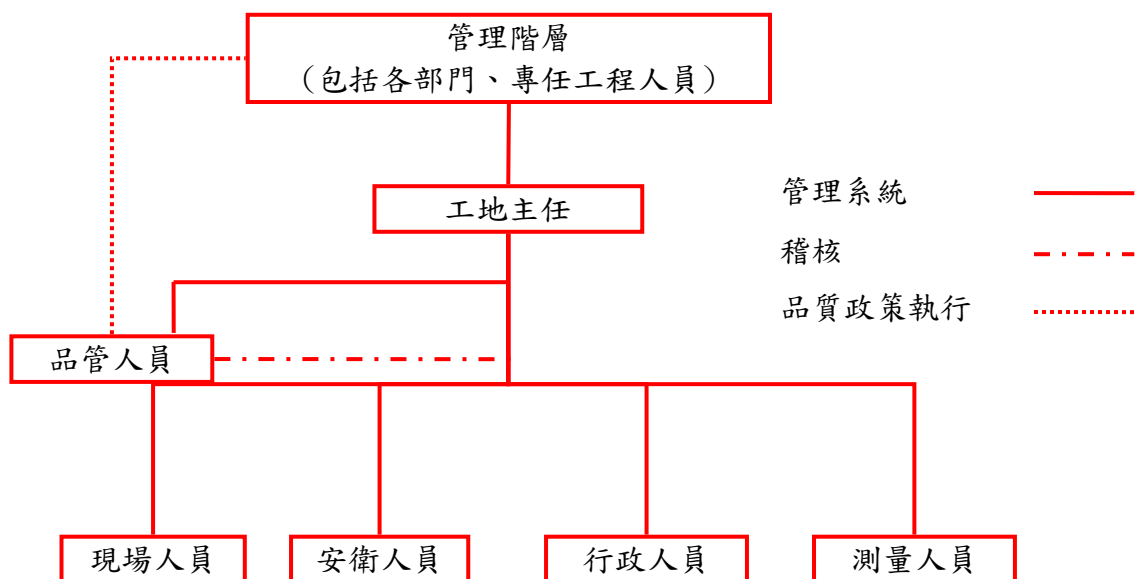 管理階層
（包括各部門、專任工程人員）
工地主任
管理系統
稽核
品質政策執行
品管人員
現場人員
安衛人員
行政人員
測量人員